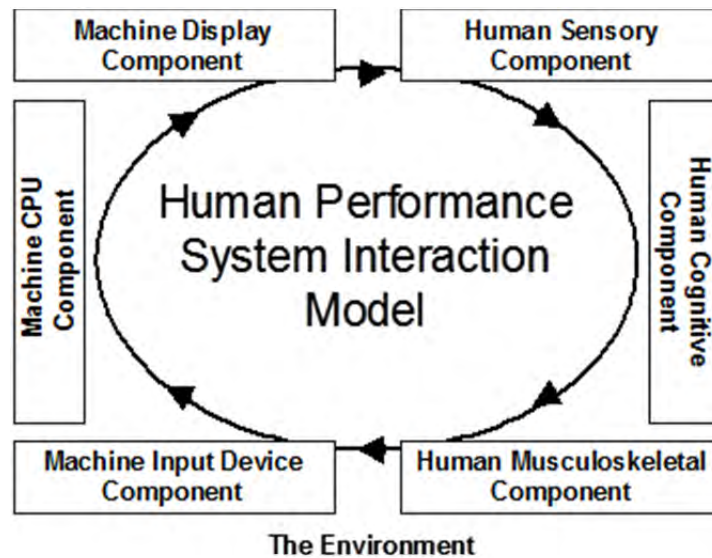 Machine Display
Component
Human Sensory
Component
Machine CPU
Component
Human Performance
System Interaction
Model
Human Cognitive
Component
Machine Input Device
Component
Human Musculoskeletal
Component
The Environment